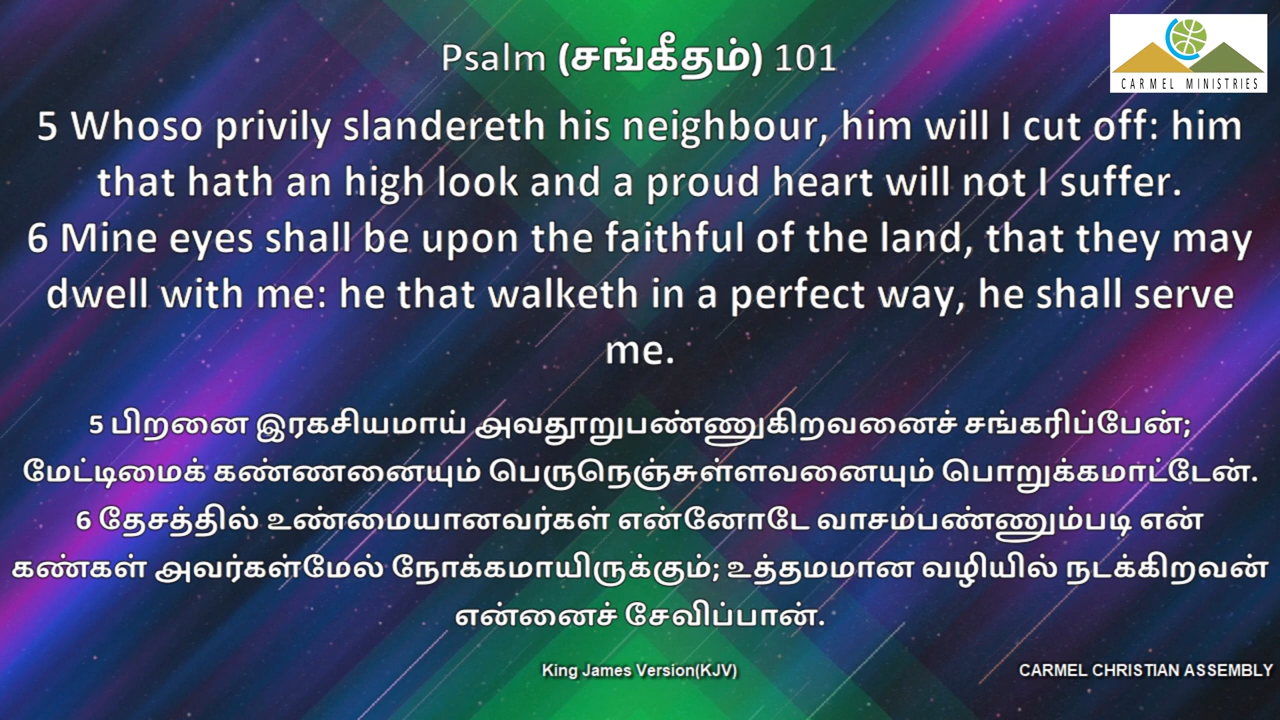 Psalm (சங்கீதம்) 101
CARMEL MINISTRIES
5 Whoso privily slandereth his neighbour, him will I cut off: him
that hath an high look and a proud heart will not I suffer.
6 Mine eyes shall be upon the faithful of the land, that they may
dwell with me: he that walketh in a perfect way, he shall serve
me.
5 பிறனை இரகசியமாய் அவதூறுபண்ணுகிறவனைச் சங்கரிப்பேன்;
மேட்டிமைக் கண்ணனையும் பெருநெஞ்சுள்ளவனையும் பொறுக்கமாட்டேன்.
6 தேசத்தில் உண்மையானவர்கள் என்னோடே வாசம்பண்ணும்படி என்
கண்கள் அவர்கள்மேல் நோக்கமாயிருக்கும்; உத்தமமான வழியில் நடக்கிறவன்
என்னைச் சேவிப்பான்.
King James Version(KJV)
CARMEL CHRISTIAN ASSEMBLY